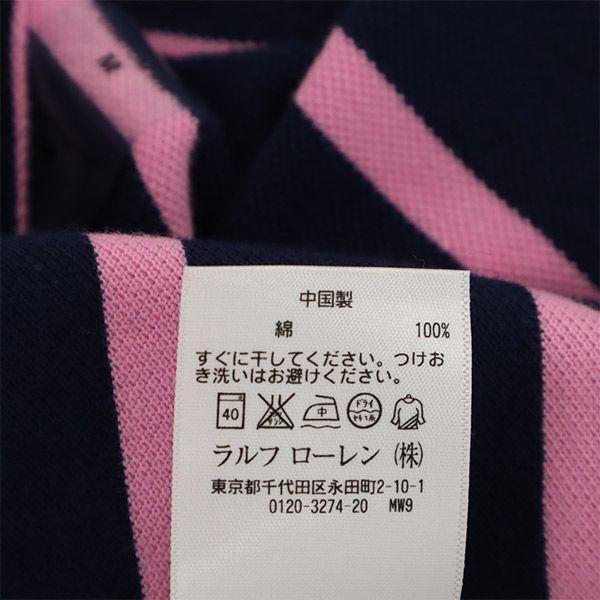 M
中国製
綿 100%
すぐに干してください。つけお
き洗いはお避けください。
40 中 ドライ
ラルフ ローレン (株)
東京都千代田区永田町2-10-1
0120-3274-20 MW9